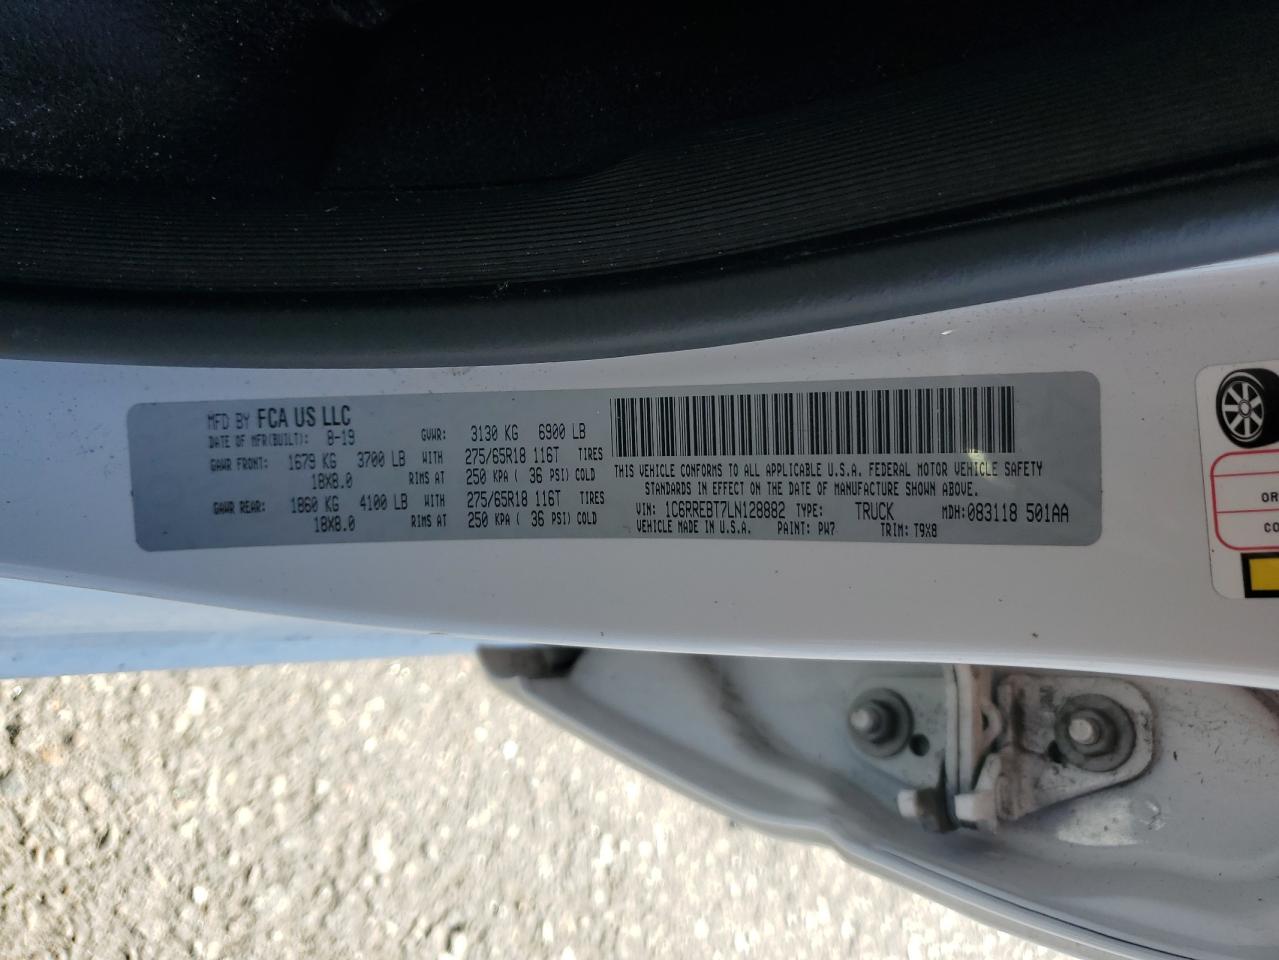 MFD BY FCA US LLC
DATE OF MFR(BUILT): 8-19 GVWR: 3130 KG 6900 LB
GAWR FRONT: 1679 KG 3700 LB WITH 275/65R18 116T TIRES
18X8.0 RIMS AT 250 KPA ( 36 PSI) COLD
GAWR REAR: 1860 KG 4100 LB WITH 275/65R18 116T TIRES
18X8.0 RIMS AT 250 KPA ( 36 PSI) COLD
THIS VEHICLE CONFORMS TO ALL APPLICABLE U.S.A. FEDERAL MOTOR VEHICLE SAFETY
STANDARDS IN EFFECT ON THE DATE OF MANUFACTURE SHOWN ABOVE.
VIN: 1C6RREBT7LN128882 TYPE: TRUCK MDH:083118 501AA
VEHICLE MADE IN U.S.A. PAINT: PW7 TRIM: T9X8
OR
CO